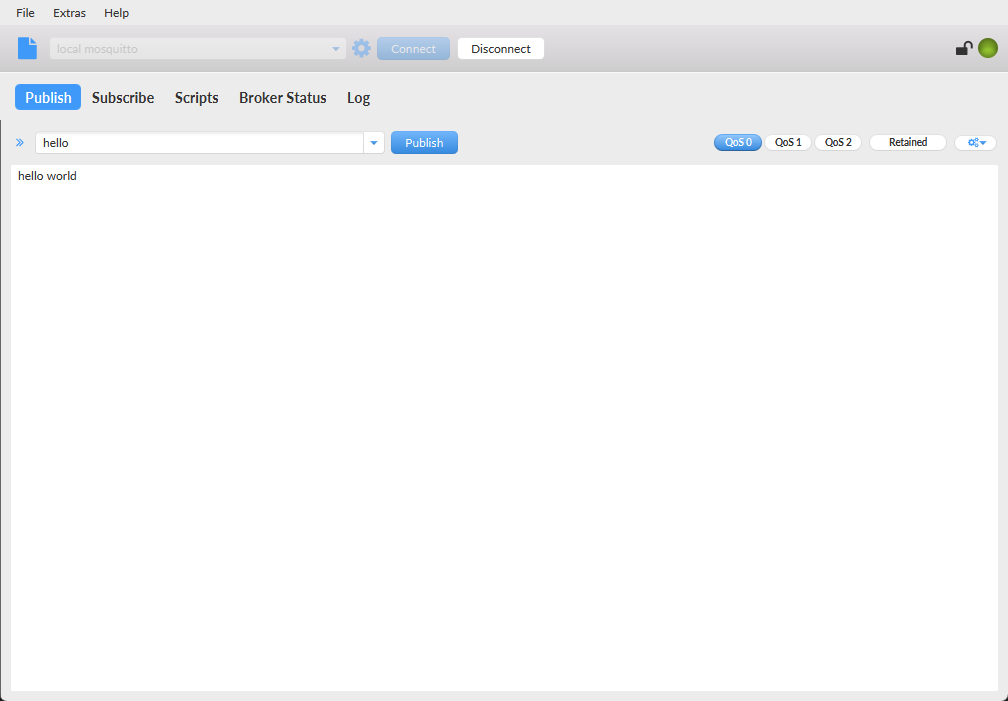 File Extras Help
local mosquitto Connect Disconnect
Publish Subscribe Scripts Broker Status Log
hello Publish QoS 0 QoS 1 QoS 2 Retained
hello world